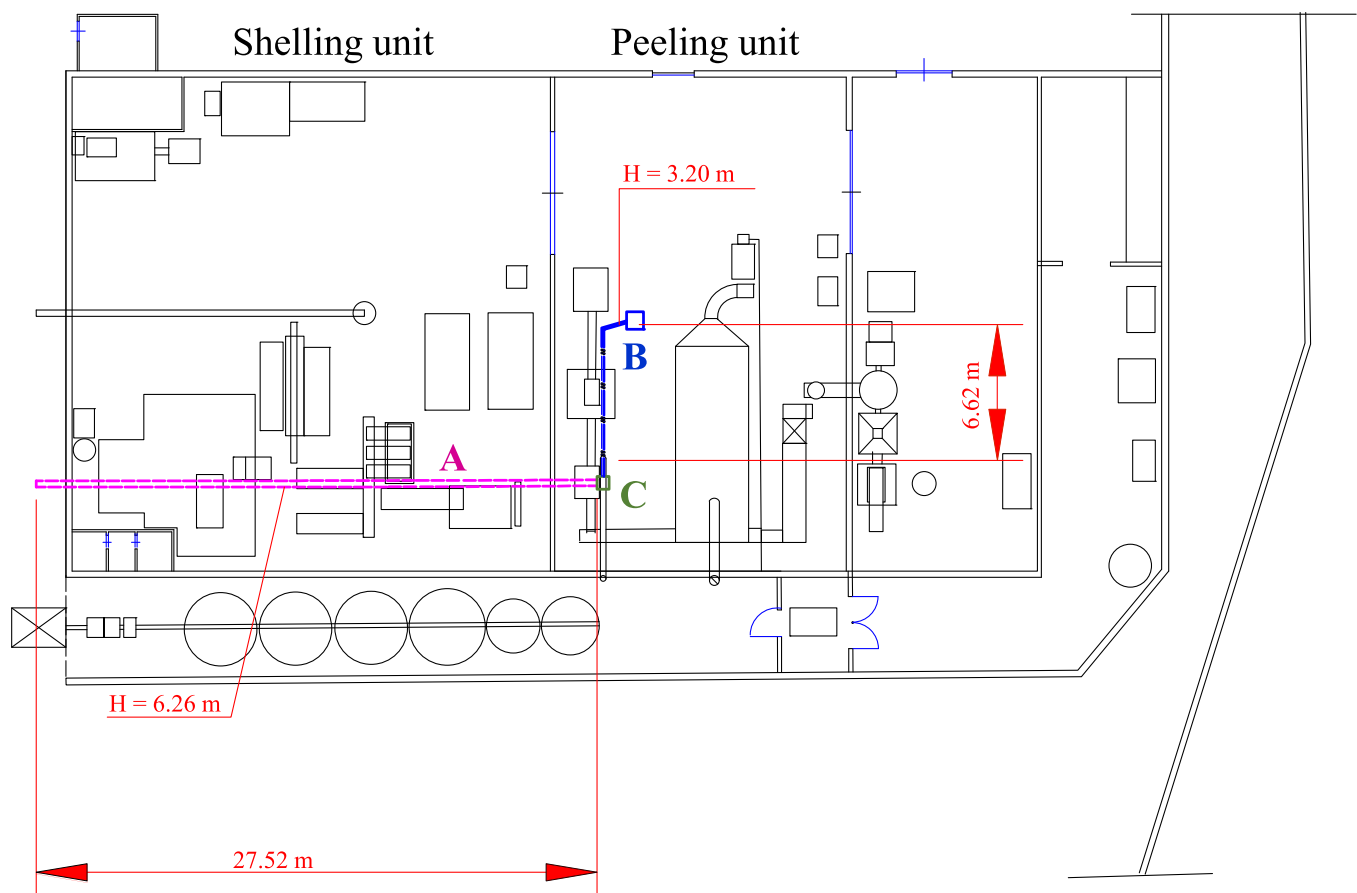 Shelling unit
Peeling unit
H = 3.20 m
B
6.62 m
A
C
H = 6.26 m
27.52 m